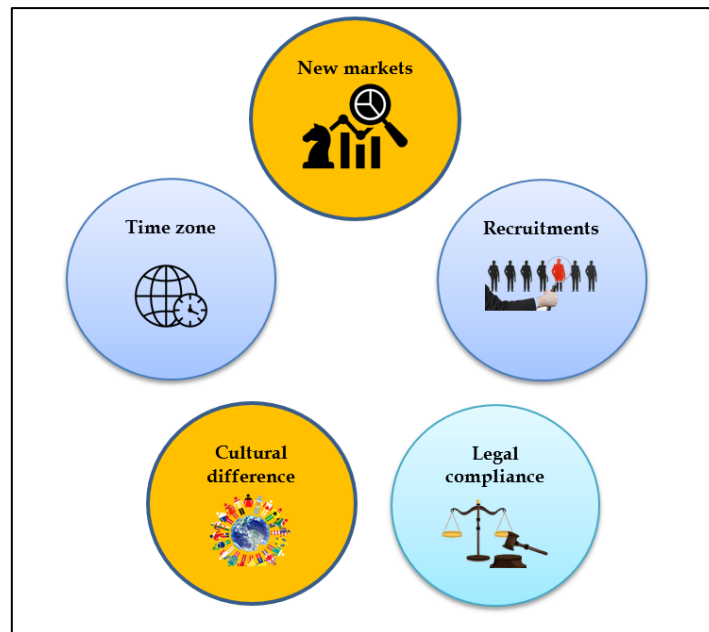 New markets
Time zone
Recruitments
Cultural
difference
Legal
compliance